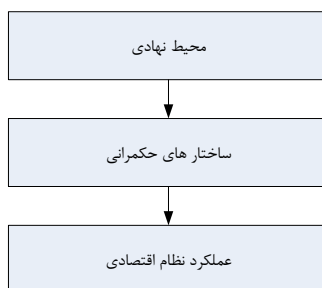 محیط نهادی
ساختار های حکمرانی
عملکرد نظام اقتصادی